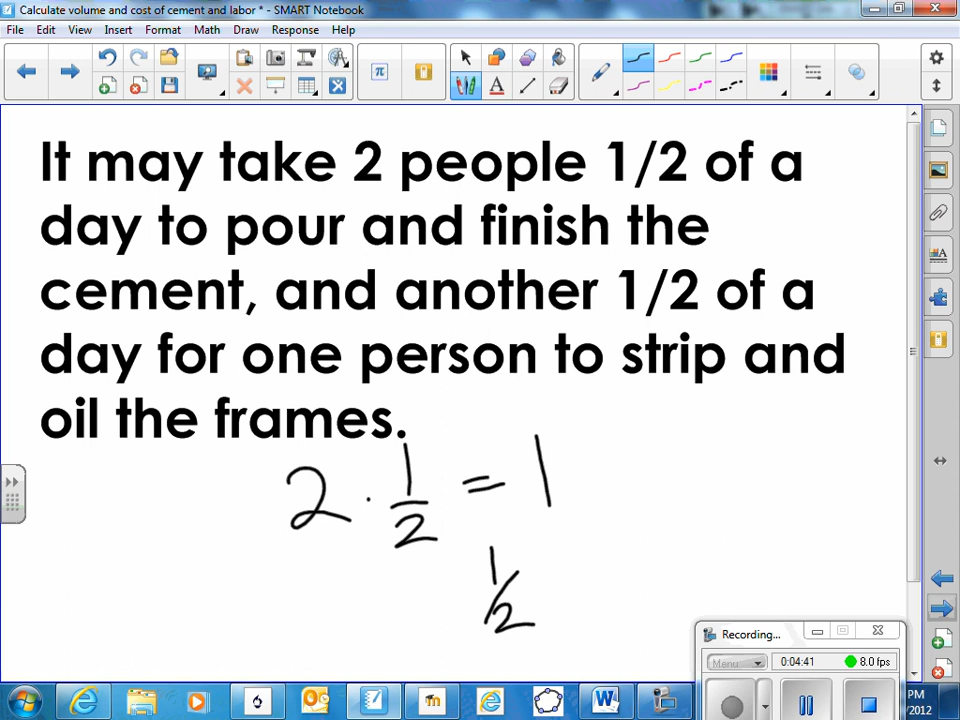 Calculate volume and cost of cement and labor * - SMART Notebook
File Edit View Insert Format Math Draw Response Help
It may take 2 people 1/2 of a
day to pour and finish the
cement, and another 1/2 of a
day for one person to strip and
oil the frames.
2 · 1/2 = 1
1/2
Recording...
Menu 0:04:41 8.0 fps
PM
/2012